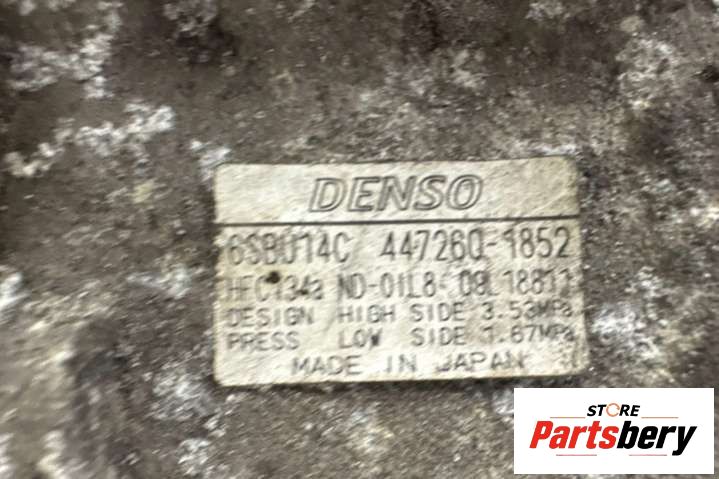 DENSO
6SBU14C 447260-1852
HFC134a ND-OIL8
DESIGN HIGH SIDE 3.53MPa
PRESS LOW SIDE 1.67MPa
MADE IN JAPAN
STORE
Partsbery